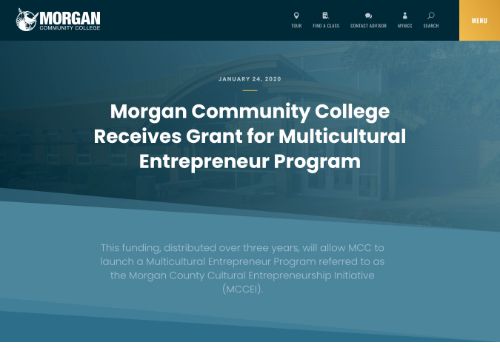 MORGAN
COMMUNITY COLLEGE
TOUR
FIND A CLASS
CONTACT ADVISOR
MYMCC
SEARCH
MENU
JANUARY 24, 2020
Morgan Community College
Receives Grant for Multicultural
Entrepreneur Program
This funding, distributed over three years, will allow MCC to
launch a Multicultural Entrepreneur Program referred to as
the Morgan County Cultural Entrepreneurship Initiative
(MCCEI).